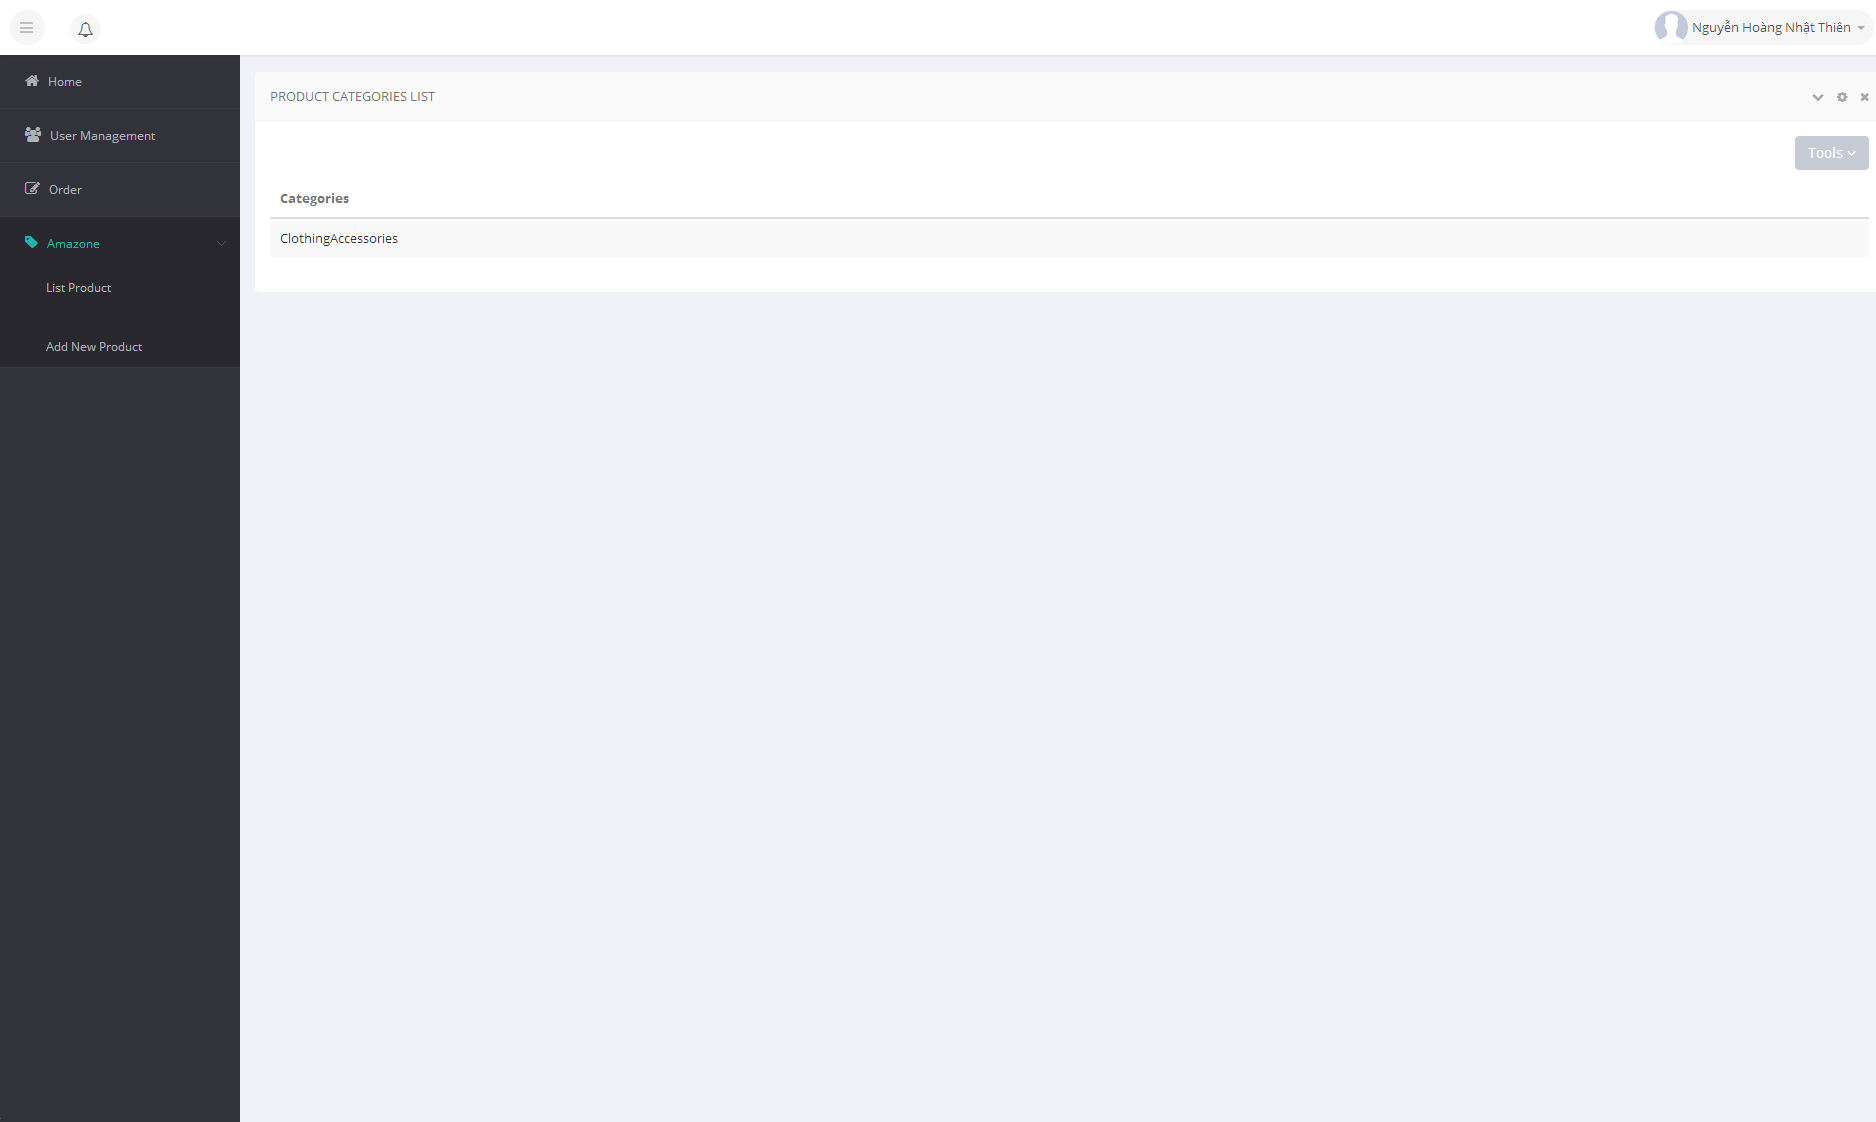 Nguyễn Hoàng Nhật Thiên
Home
User Management
Order
Amazone
List Product
Add New Product
PRODUCT CATEGORIES LIST
Tools
Categories
ClothingAccessories